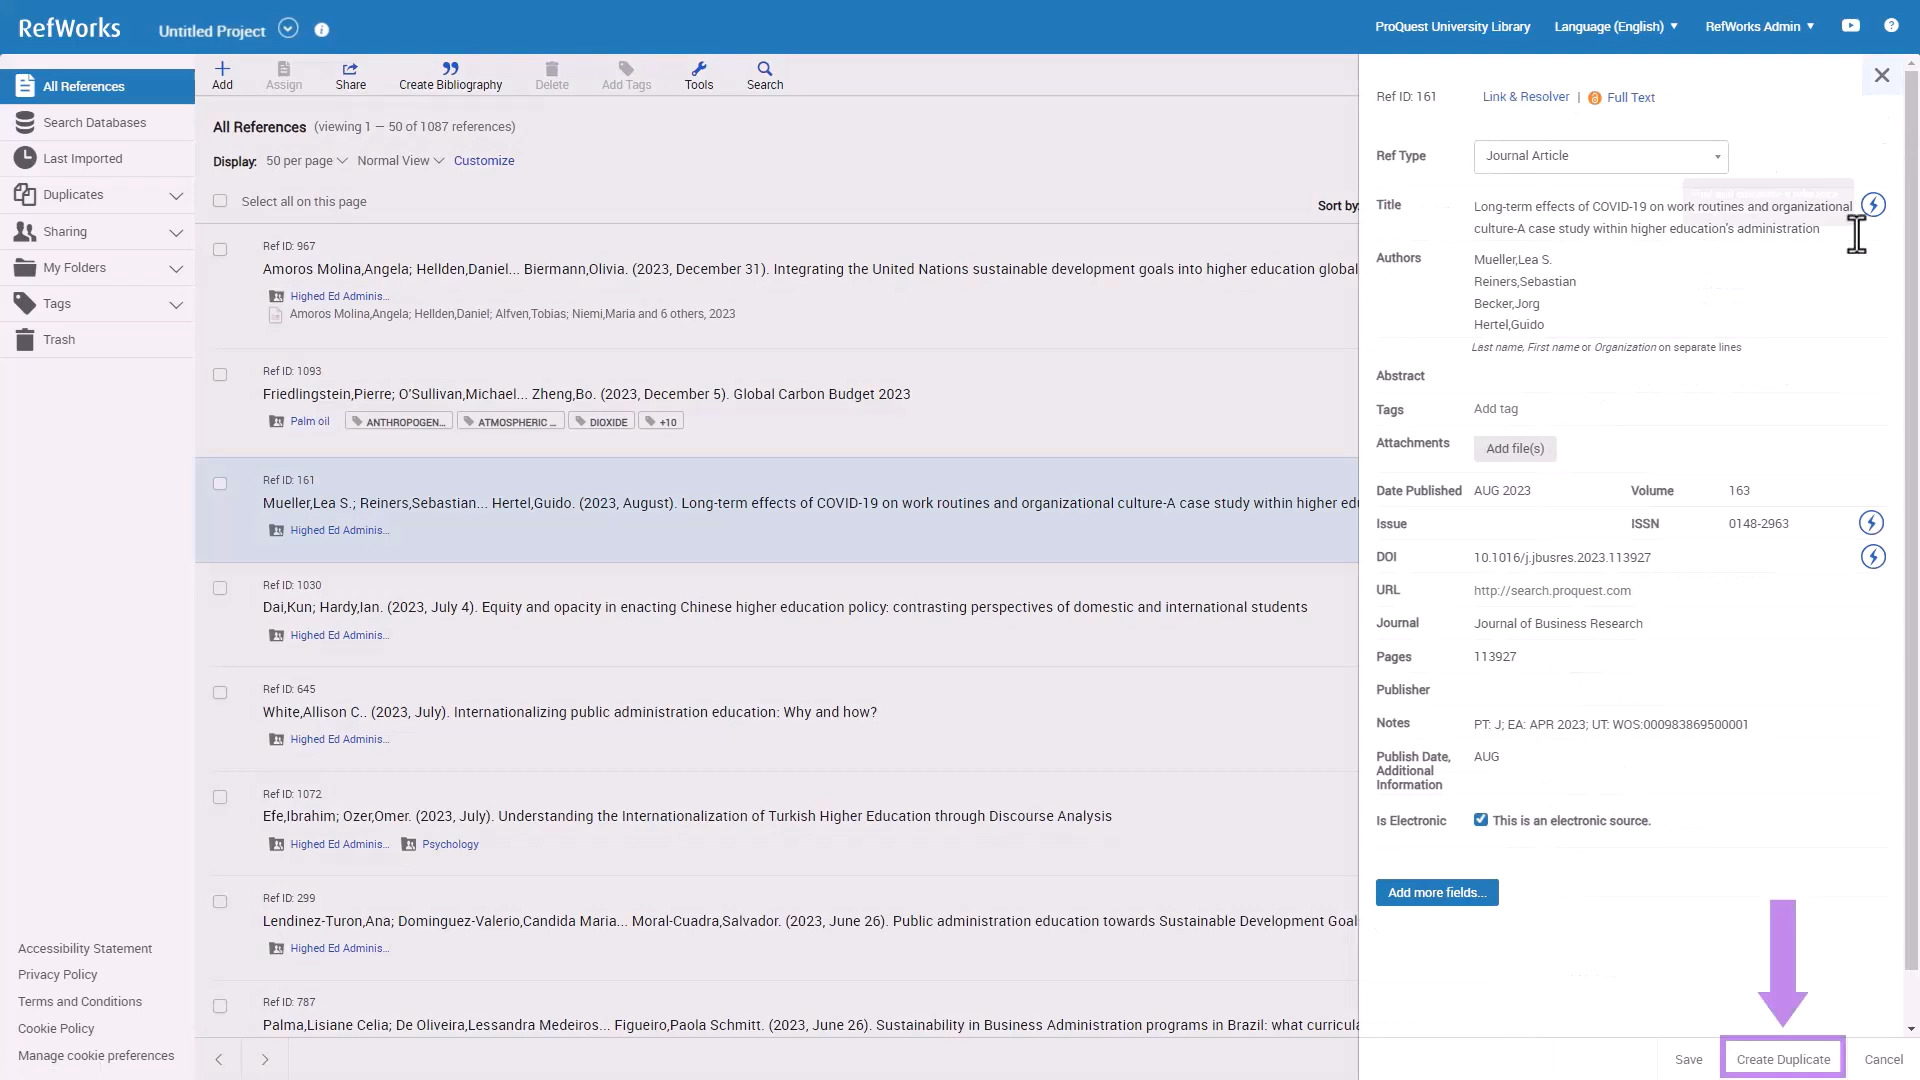 RefWorks
Untitled Project
ProQuest University Library
Language (English)
RefWorks Admin
All References
Search Databases
Last Imported
Duplicates
Sharing
My Folders
Tags
Trash
Accessibility Statement
Privacy Policy
Terms and Conditions
Cookie Policy
Manage cookie preferences
Add
Assign
Share
Create Bibliography
Delete
Add Tags
Tools
Search
All References (viewing 1 — 50 of 1087 references)
Display: 50 per page Normal View Customize
Select all on this page
Sort by:
Ref ID: 967
Amoros Molina,Angela; Hellden,Daniel... Biermann,Olivia. (2023, December 31). Integrating the United Nations sustainable development goals into higher education global
Highed Ed Adminis...
Amoros Molina,Angela; Hellden,Daniel; Alfven,Tobias; Niemi,Maria and 6 others, 2023
Ref ID: 1093
Friedlingstein,Pierre; O'Sullivan,Michael... Zheng,Bo. (2023, December 5). Global Carbon Budget 2023
Palm oil ANTHROPOGEN... ATMOSPHERIC ... DIOXIDE +10
Ref ID: 161
Mueller,Lea S.; Reiners,Sebastian... Hertel,Guido. (2023, August). Long-term effects of COVID-19 on work routines and organizational culture-A case study within higher ed
Highed Ed Adminis...
Ref ID: 1030
Dai,Kun; Hardy,Ian. (2023, July 4). Equity and opacity in enacting Chinese higher education policy: contrasting perspectives of domestic and international students
Highed Ed Adminis...
Ref ID: 645
White,Allison C.. (2023, July). Internationalizing public administration education: Why and how?
Highed Ed Adminis...
Ref ID: 1072
Efe,Ibrahim; Ozer,Omer. (2023, July). Understanding the Internationalization of Turkish Higher Education through Discourse Analysis
Highed Ed Adminis... Psychology
Ref ID: 299
Lendinez-Turon,Ana; Dominguez-Valerio,Candida Maria... Moral-Cuadra,Salvador. (2023, June 26). Public administration education towards Sustainable Development Goal
Highed Ed Adminis...
Ref ID: 787
Palma,Lisiane Celia; De Oliveira,Lessandra Medeiros... Figueiro,Paola Schmitt. (2023, June 26). Sustainability in Business Administration programs in Brazil: what curricula
Ref ID: 161 Link & Resolver | Full Text
Ref Type Journal Article
Title Long-term effects of COVID-19 on work routines and organizational
culture-A case study within higher education's administration
Authors Mueller,Lea S.
Reiners,Sebastian
Becker,Jorg
Hertel,Guido
Last name, First name or Organization on separate lines
Abstract
Tags Add tag
Attachments Add file(s)
Date Published AUG 2023 Volume 163
Issue ISSN 0148-2963
DOI 10.1016/j.jbusres.2023.113927
URL http://search.proquest.com
Journal Journal of Business Research
Pages 113927
Publisher
Notes PT: J; EA: APR 2023; UT: WOS:000983869500001
Publish Date, AUG
Additional
Information
Is Electronic This is an electronic source.
Add more fields...
Save Create Duplicate Cancel